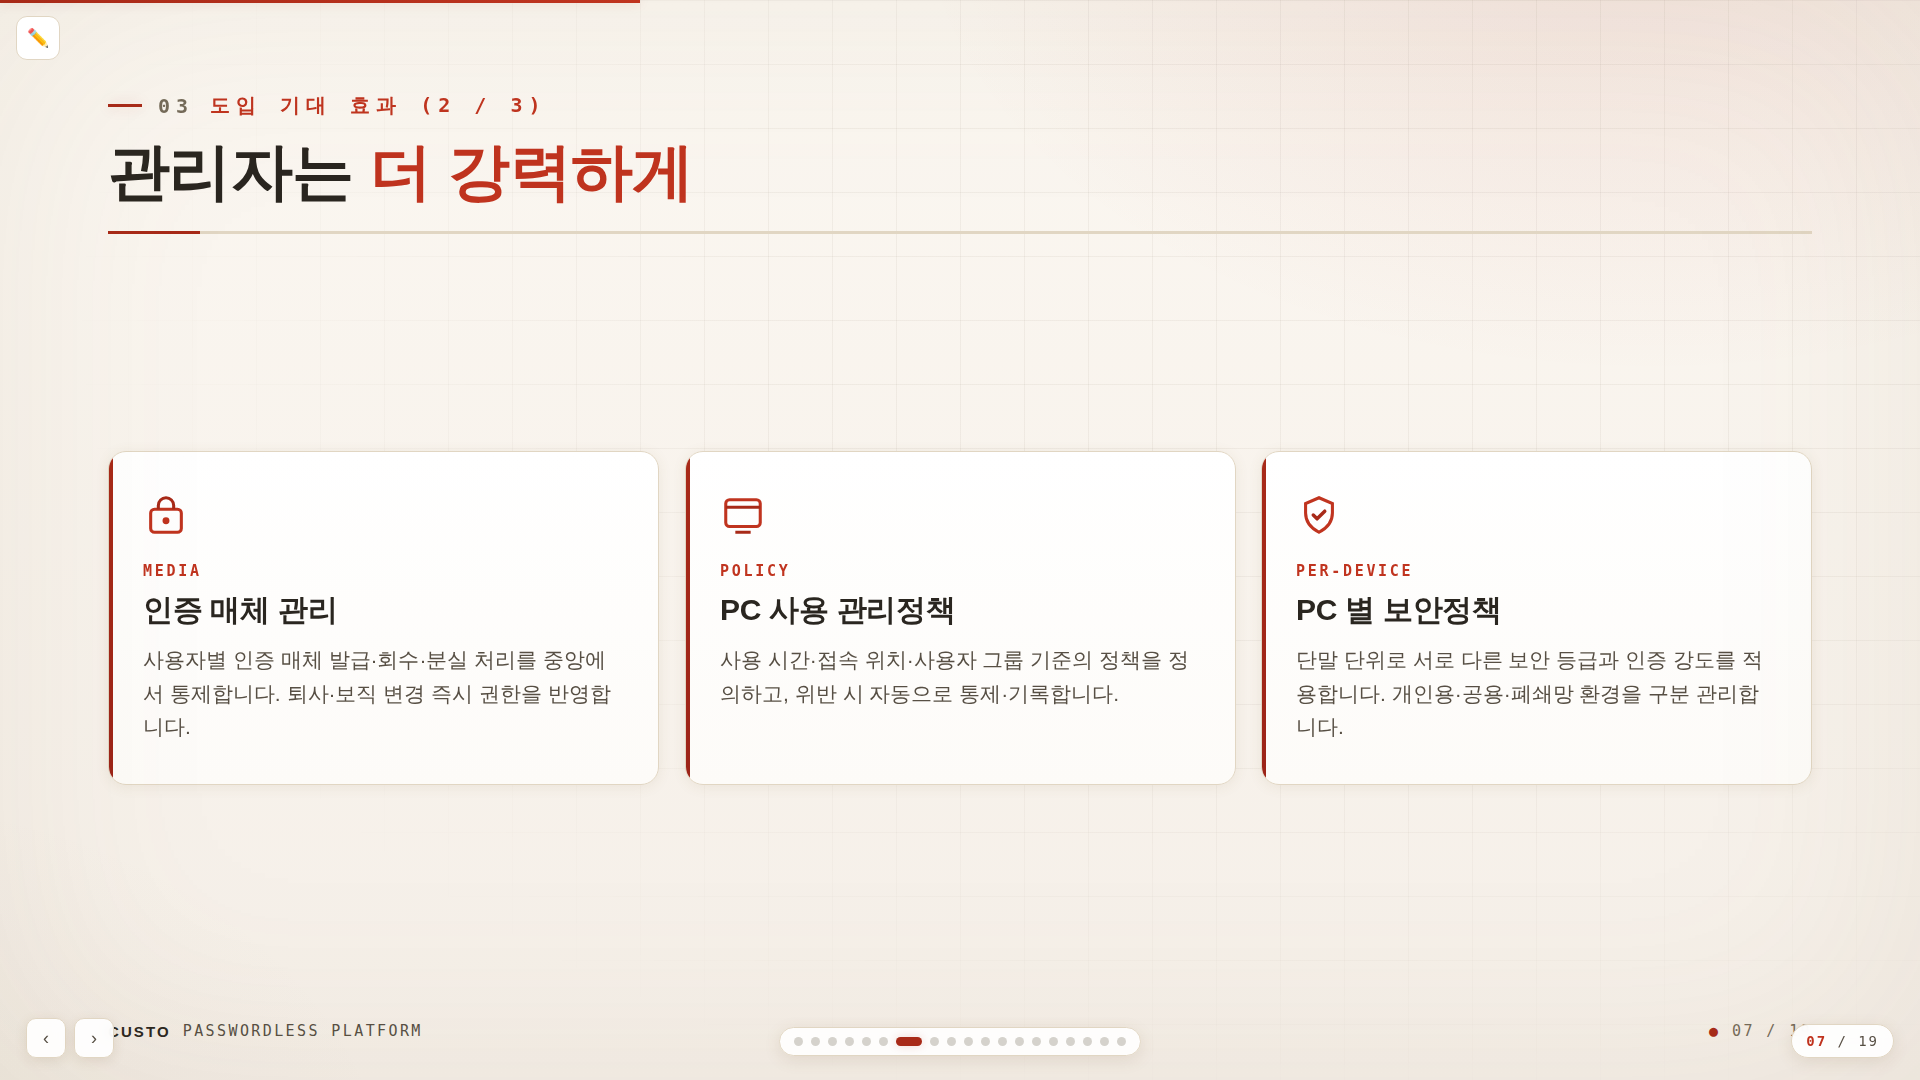 03 도입 기대 효과 (2 / 3)
관리자는 더 강력하게
MEDIA
인증 매체 관리
사용자별 인증 매체 발급·회수·분실 처리를 중앙에
서 통제합니다. 퇴사·보직 변경 즉시 권한을 반영합
니다.
POLICY
PC 사용 관리정책
사용 시간·접속 위치·사용자 그룹 기준의 정책을 정
의하고, 위반 시 자동으로 통제·기록합니다.
PER-DEVICE
PC 별 보안정책
단말 단위로 서로 다른 보안 등급과 인증 강도를 적
용합니다. 개인용·공용·폐쇄망 환경을 구분 관리합
니다.
‹ ›
CUSTO PASSWORDLESS PLATFORM
07 /
07 / 19